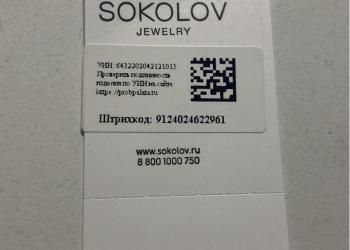 SOKOLOV
JEWELRY
УИН: 6432202042121013
Проверить подлинность
изделия по УИН на сайте
https://probpalata.ru
Штрихкод: 9124024622961
www.sokolov.ru
8 800 1000 750